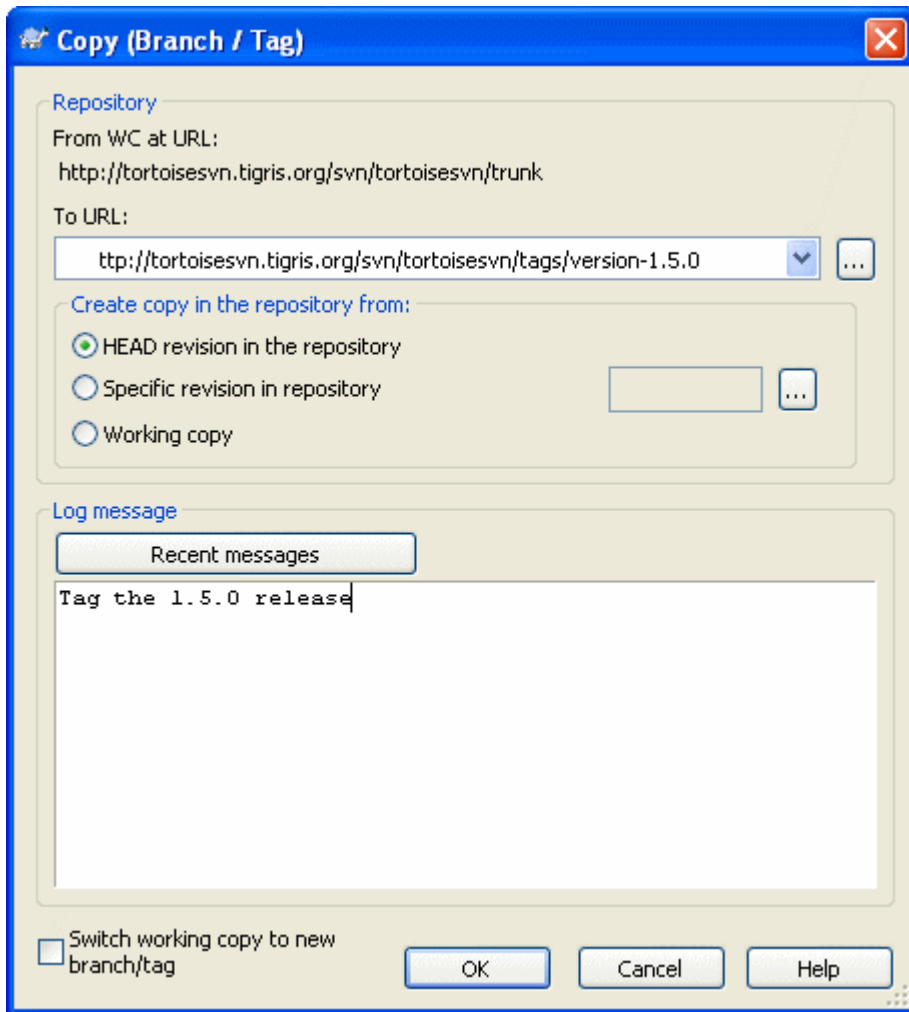 Copy (Branch / Tag)
Repository
From WC at URL:
http://tortoisesvn.tigris.org/svn/tortoisesvn/trunk
To URL:
ttp://tortoisesvn.tigris.org/svn/tortoisesvn/tags/version-1.5.0
...
Create copy in the repository from:
HEAD revision in the repository
Specific revision in repository
...
Working copy
Log message
Recent messages
Tag the 1.5.0 release
Switch working copy to new
branch/tag
OK
Cancel
Help